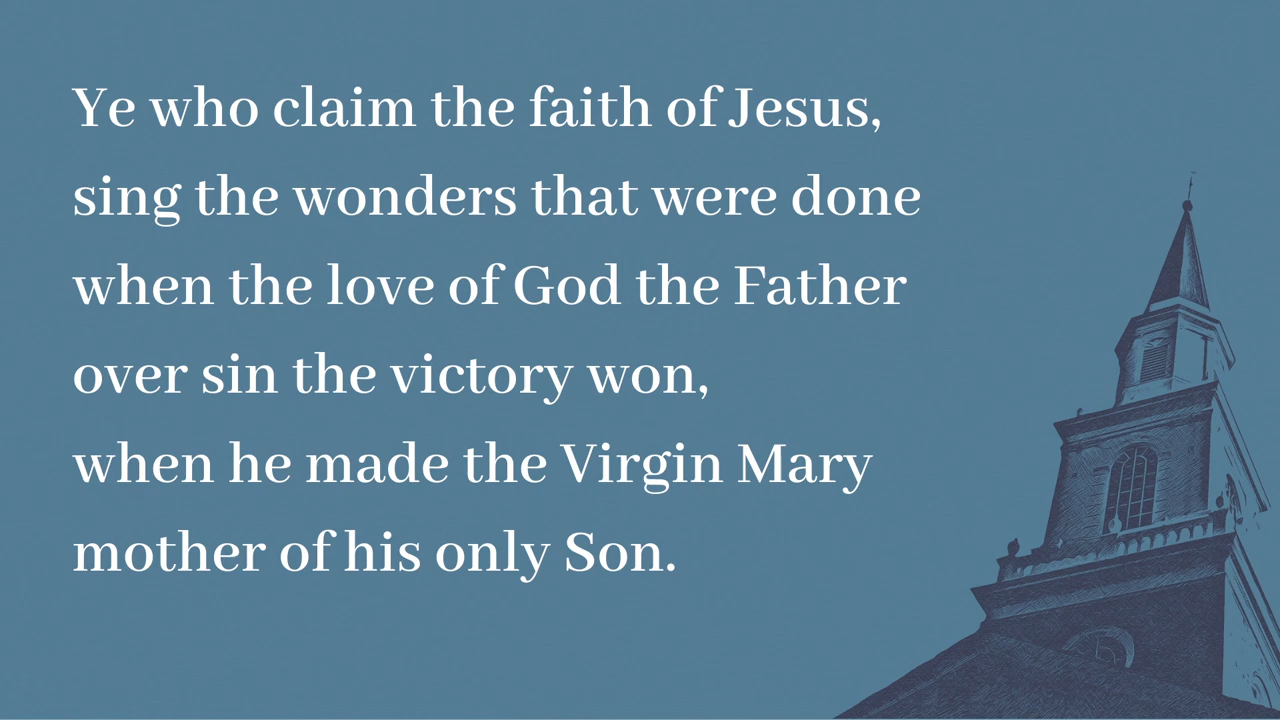 Ye who claim the faith of Jesus,
sing the wonders that were done
when the love of God the Father
over sin the victory won,
when he made the Virgin Mary
mother of his only Son.